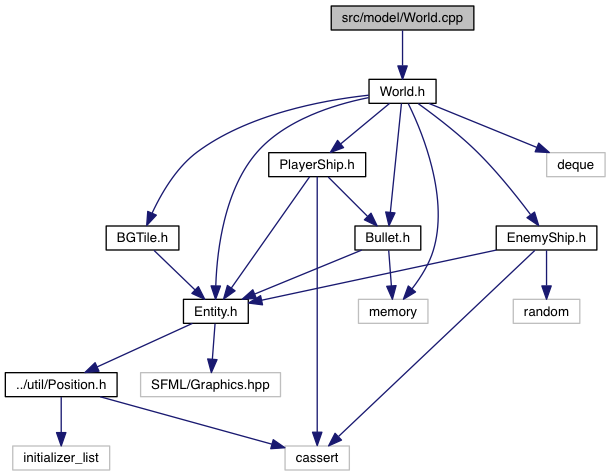 src/model/World.cpp
World.h
PlayerShip.h
deque
BGTile.h
Bullet.h
EnemyShip.h
Entity.h
memory
random
../util/Position.h
SFML/Graphics.hpp
initializer_list
cassert